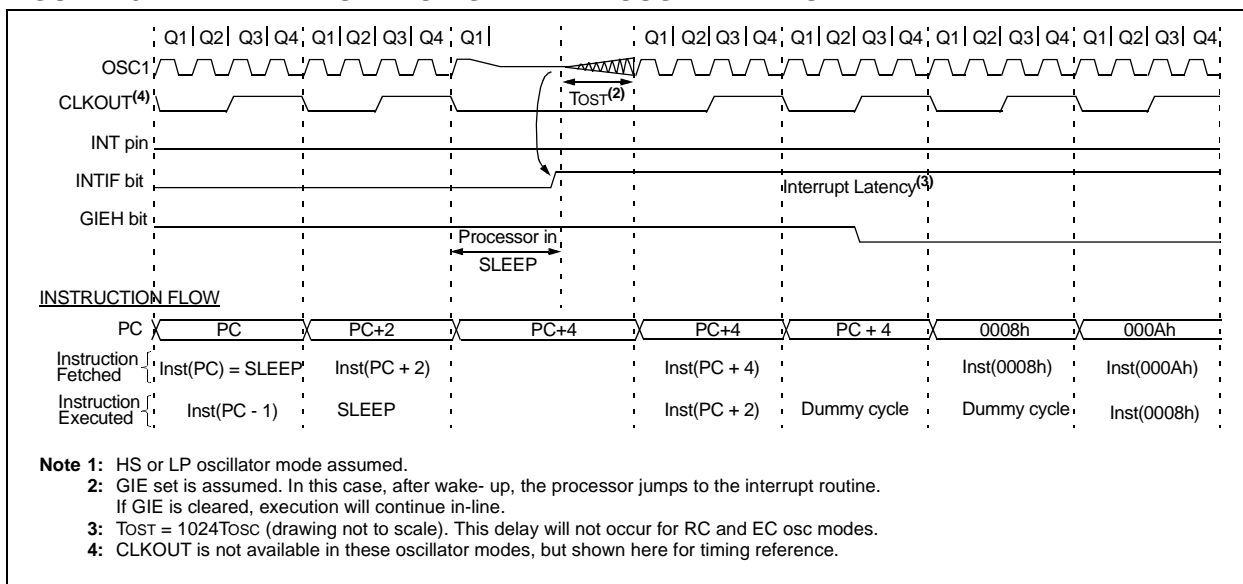 Q1 Q2 Q3 Q4 Q1 Q2 Q3 Q4 Q1 Q1 Q2 Q3 Q4 Q1 Q2 Q3 Q4 Q1 Q2 Q3 Q4 Q1 Q2 Q3 Q4
OSC1
TOST(2)
CLKOUT(4)
INT pin
INTIF bit
Interrupt Latency(3)
GIEH bit
Processor in
SLEEP
INSTRUCTION FLOW
PC PC PC+2 PC+4 PC+4 PC + 4 0008h 000Ah
Instruction
Fetched
Inst(PC) = SLEEP Inst(PC + 2) Inst(PC + 4) Inst(0008h) Inst(000Ah)
Instruction
Executed
Inst(PC - 1) SLEEP Inst(PC + 2) Dummy cycle Dummy cycle Inst(0008h)
Note 1: HS or LP oscillator mode assumed.
2: GIE set is assumed. In this case, after wake- up, the processor jumps to the interrupt routine.
If GIE is cleared, execution will continue in-line.
3: TOST = 1024TOSC (drawing not to scale). This delay will not occur for RC and EC osc modes.
4: CLKOUT is not available in these oscillator modes, but shown here for timing reference.